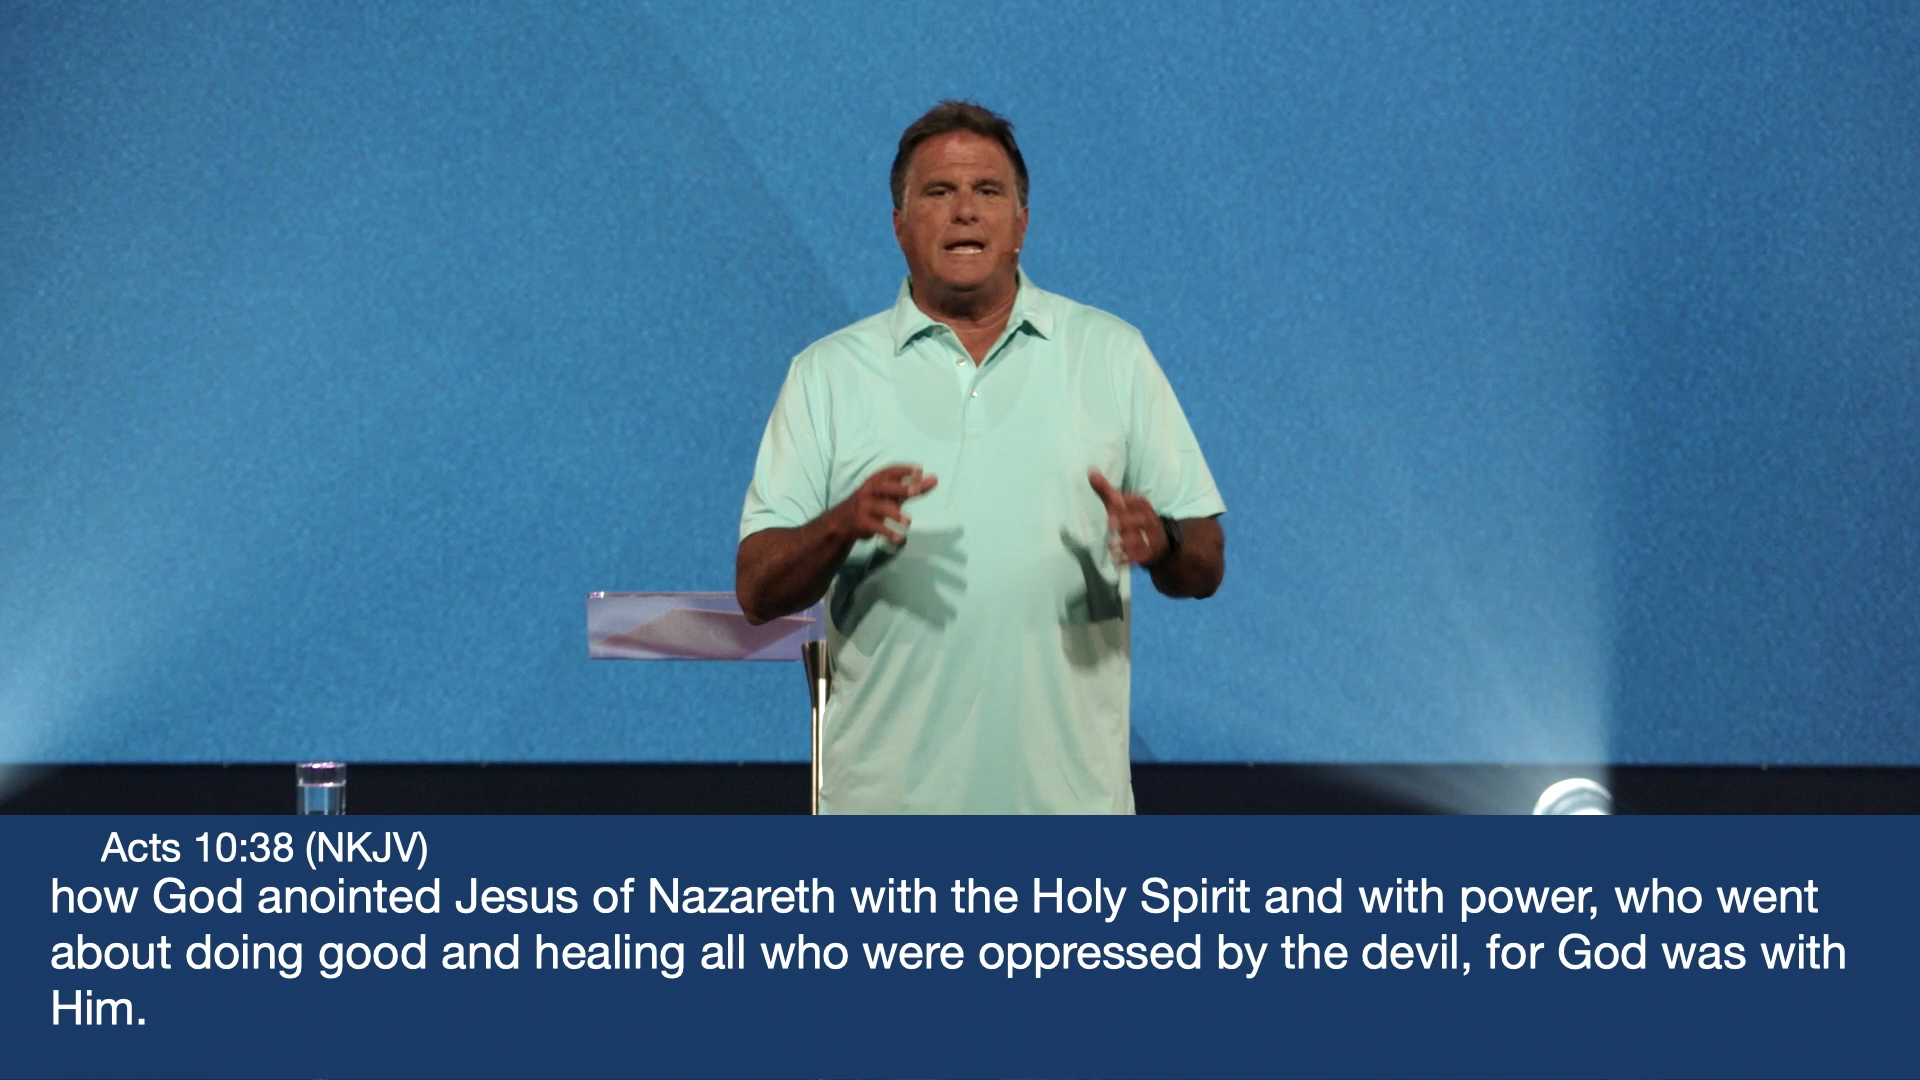 Acts 10:38 (NKJV)
how God anointed Jesus of Nazareth with the Holy Spirit and with power, who went
about doing good and healing all who were oppressed by the devil, for God was with
Him.